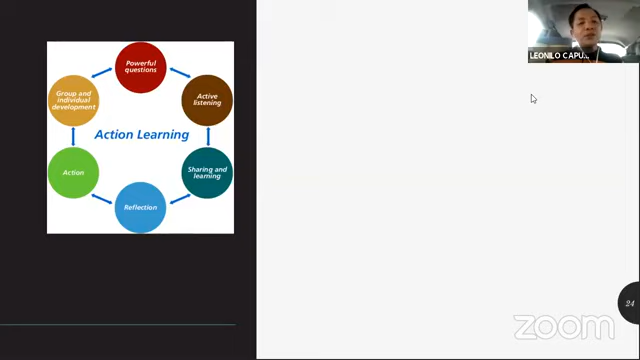 LEONILO CAPU...
Powerful
questions
Group and
individual
development
Active
listening
Action Learning
Action
Sharing and
learning
Reflection
24
zoom